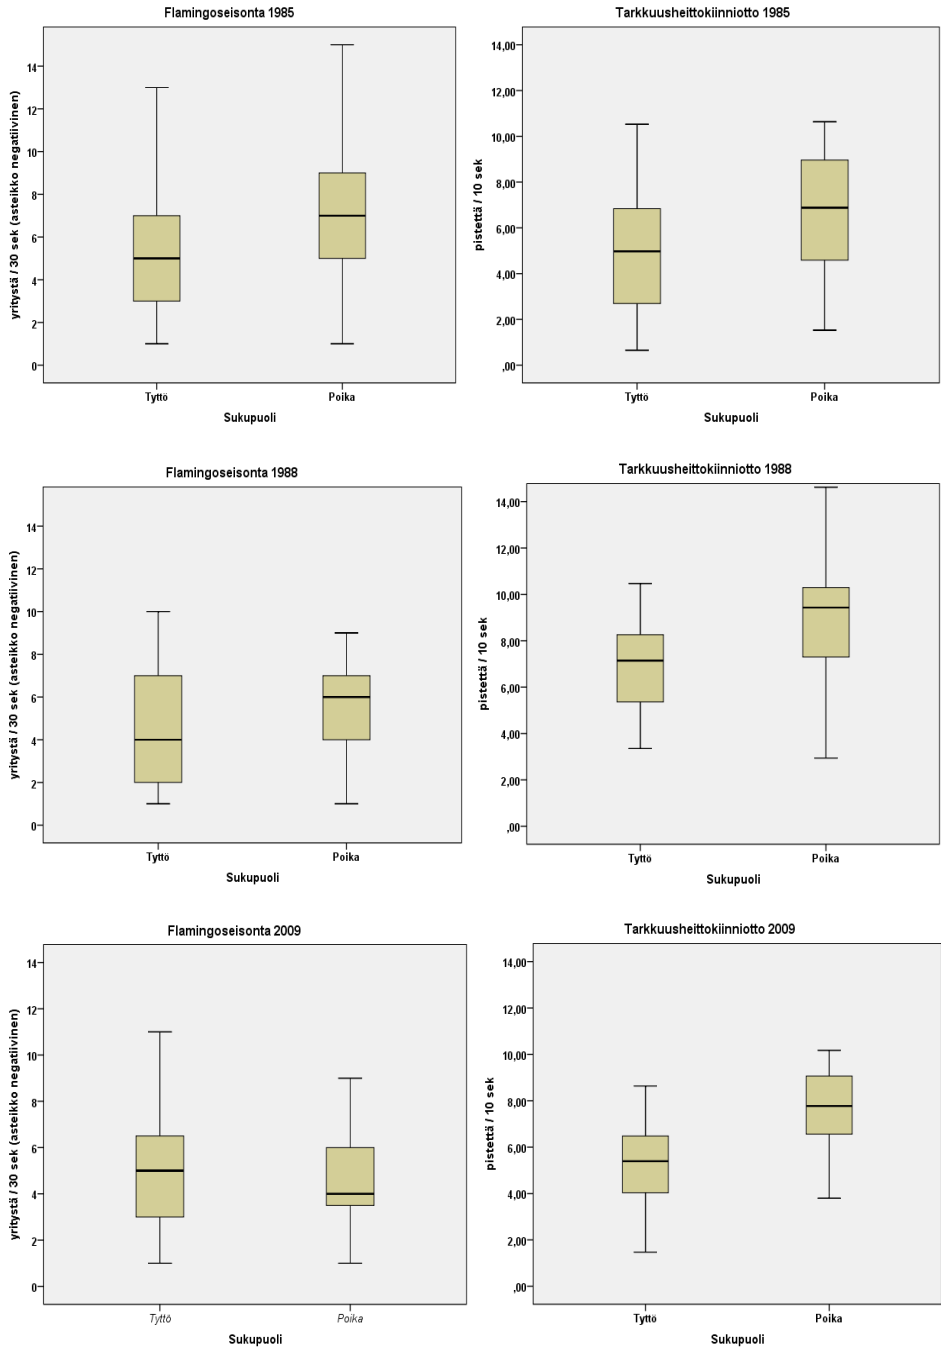 Flamingoseisonta 1985
yritystä / 30 sek (asteikko negatiivinen)
14
12
10
8
6
4
2
0
Tyttö Poika
Sukupuoli
Tarkkuusheittokiinniotto 1985
pistettä / 10 sek
14,00
12,00
10,00
8,00
6,00
4,00
2,00
,00
Tyttö Poika
Sukupuoli
Flamingoseisonta 1988
yritystä / 30 sek (asteikko negatiivinen)
14
12
10
8
6
4
2
0
Tyttö Poika
Sukupuoli
Tarkkuusheittokiinniotto 1988
pistettä / 10 sek
14,00
12,00
10,00
8,00
6,00
4,00
2,00
,00
Tyttö Poika
Sukupuoli
Flamingoseisonta 2009
yritystä / 30 sek (asteikko negatiivinen)
14
12
10
8
6
4
2
0
Tyttö Poika
Sukupuoli
Tarkkuusheittokiinniotto 2009
pistettä / 10 sek
14,00
12,00
10,00
8,00
6,00
4,00
2,00
,00
Tyttö Poika
Sukupuoli